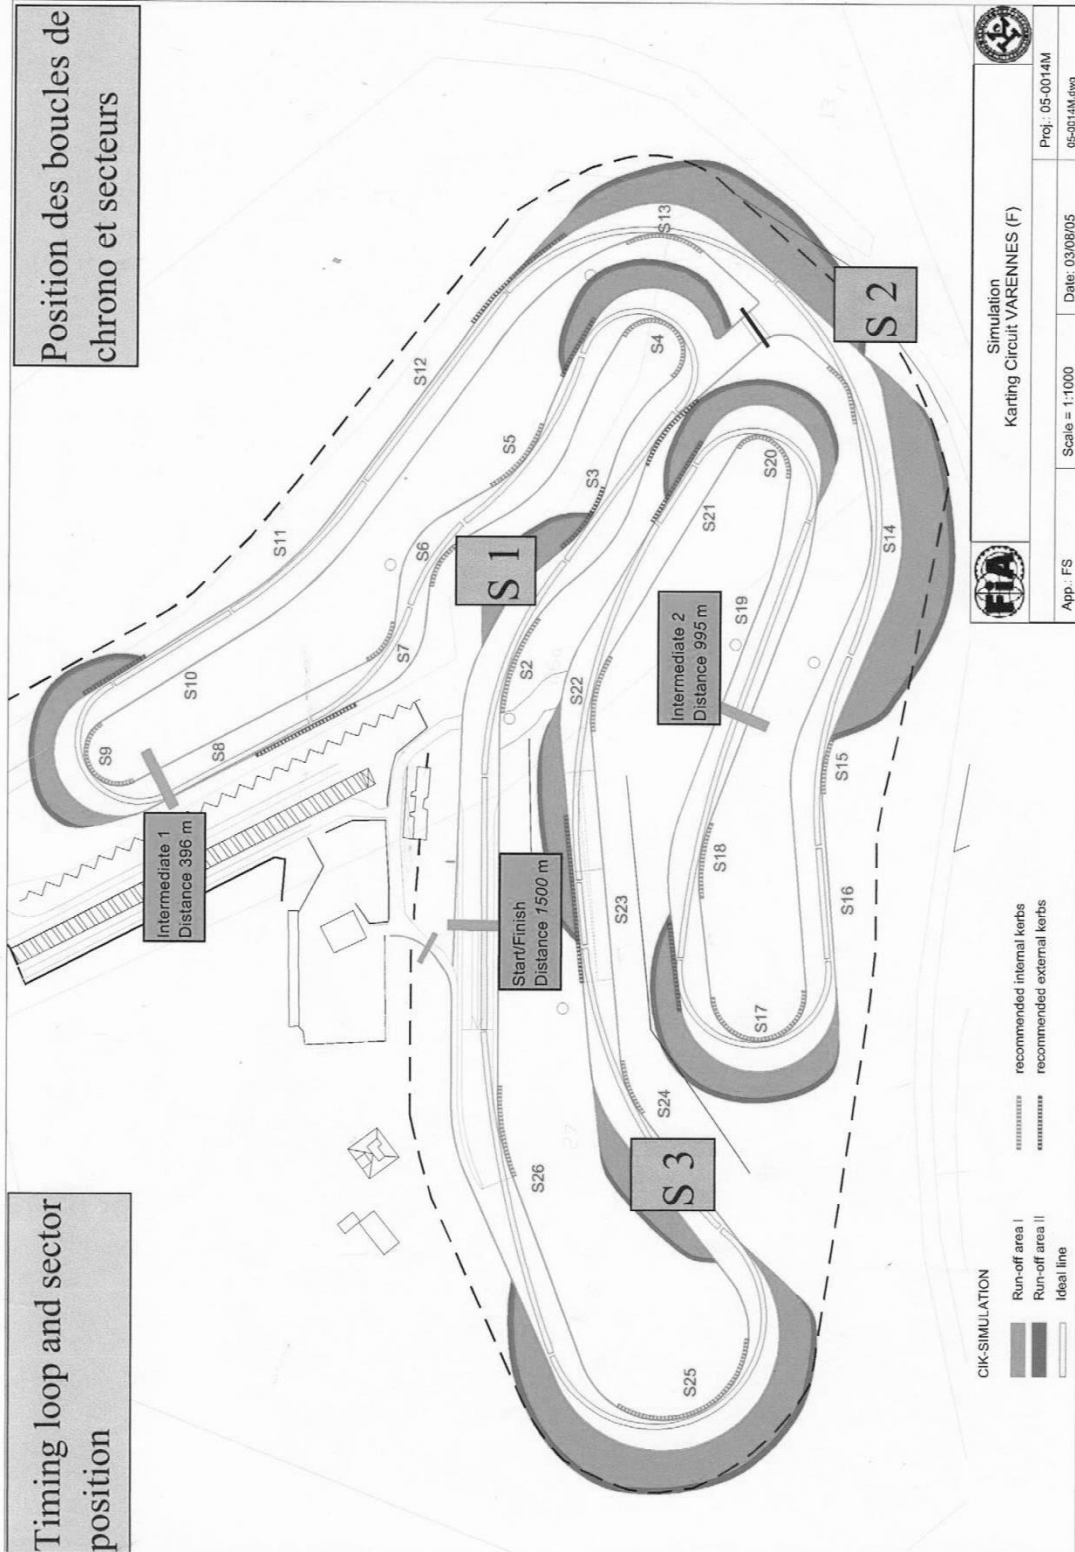 Timing loop and sector
position
Position des boucles de
chrono et secteurs
Intermediate 1
Distance 396 m
Start/Finish
Distance 1500 m
Intermediate 2
Distance 995 m
S 1
S 2
S 3
S2
S3
S4
S5
S6
S7
S8
S9
S10
S11
S12
S13
S14
S15
S16
S17
S18
S19
S20
S21
S22
S23
S24
S25
S26
CIK-SIMULATION
Run-off area I
Run-off area II
Ideal line
recommended internal kerbs
recommended external kerbs
FiA
Simulation
Karting Circuit VARENNES (F)
App.: FS
Scale = 1:1000
Date: 03/08/05
Proj.: 05-0014M
05-0014M.dwg